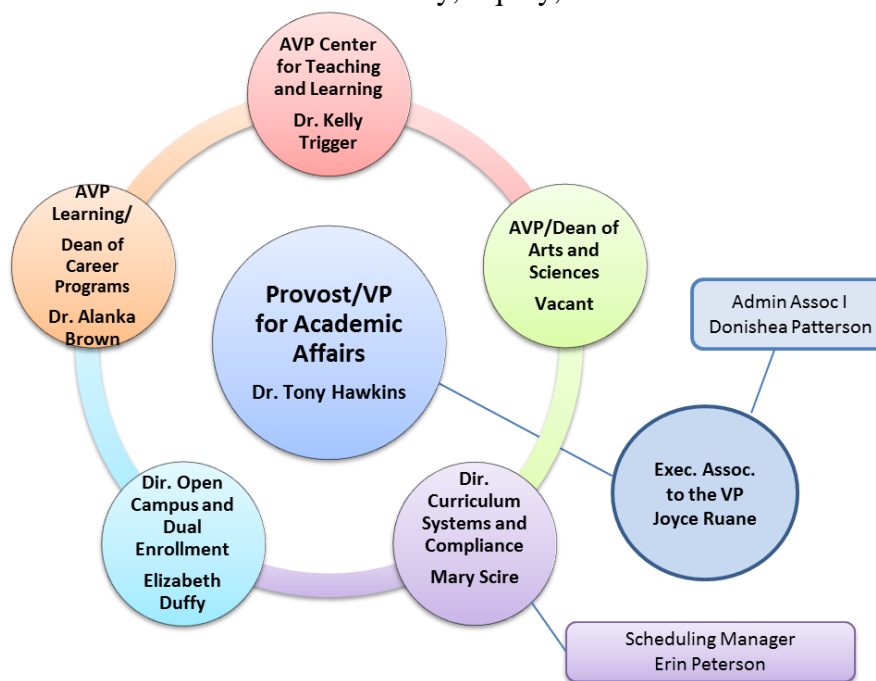 AVP Center
for Teaching
and Learning
Dr. Kelly
Trigger
AVP
Learning/
Dean of
Career
Programs
Dr. Alanka
Brown
AVP/Dean of
Arts and
Sciences
Vacant
Provost/VP
for Academic
Affairs
Dr. Tony Hawkins
Admin Assoc I
Donishea Patterson
Exec. Assoc.
to the VP
Joyce Ruane
Dir. Open
Campus and
Dual
Enrollment
Elizabeth
Duffy
Dir.
Curriculum
Systems and
Compliance
Mary Scire
Scheduling Manager
Erin Peterson